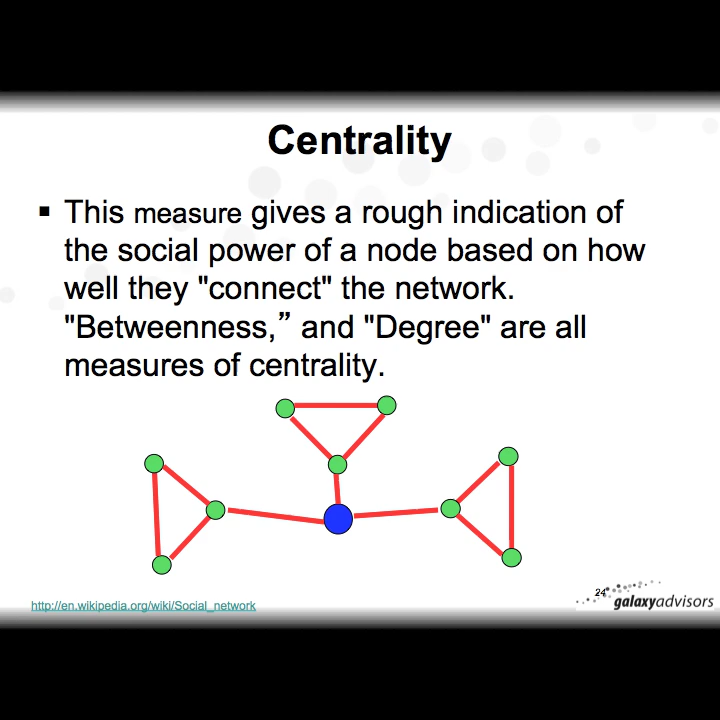 Centrality
▪ This measure gives a rough indication of
the social power of a node based on how
well they "connect" the network.
"Betweenness,” and "Degree" are all
measures of centrality.
http://en.wikipedia.org/wiki/Social_network
24
galaxyadvisors